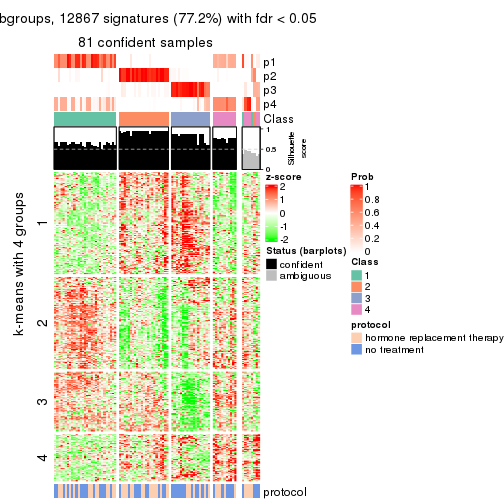 bgroups, 12867 signatures (77.2%) with fdr < 0.05
81 confident samples
p1
p2
p3
p4
Class
1
0.5
0
Silhouette
score
k-means with 4 groups
1
2
3
4
z-score
2
1
0
-1
-2
Status (barplots)
confident
ambiguous
Prob
1
0.8
0.6
0.4
0.2
0
Class
1
2
3
4
protocol
hormone replacement therapy
no treatment
protocol